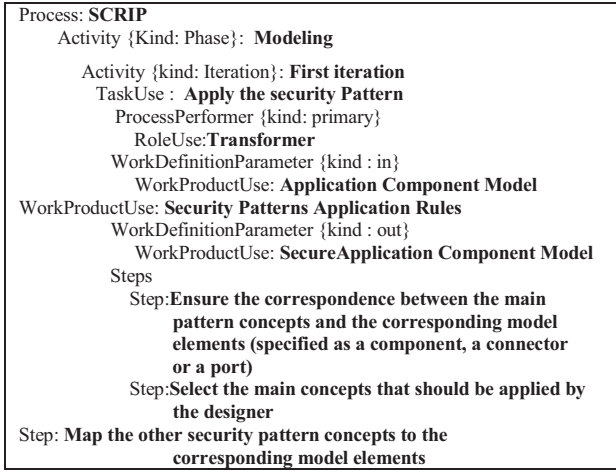 Process: SCRIP
Activity {Kind: Phase}: Modeling
Activity {kind: Iteration}: First iteration
TaskUse : Apply the security Pattern
ProcessPerformer {kind: primary}
RoleUse:Transformer
WorkDefinitionParameter {kind : in}
WorkProductUse: Application Component Model
WorkProductUse: Security Patterns Application Rules
WorkDefinitionParameter {kind : out}
WorkProductUse: SecureApplication Component Model
Steps
Step:Ensure the correspondence between the main
pattern concepts and the corresponding model
elements (specified as a component, a connector
or a port)
Step:Select the main concepts that should be applied by
the designer
Step: Map the other security pattern concepts to the
corresponding model elements